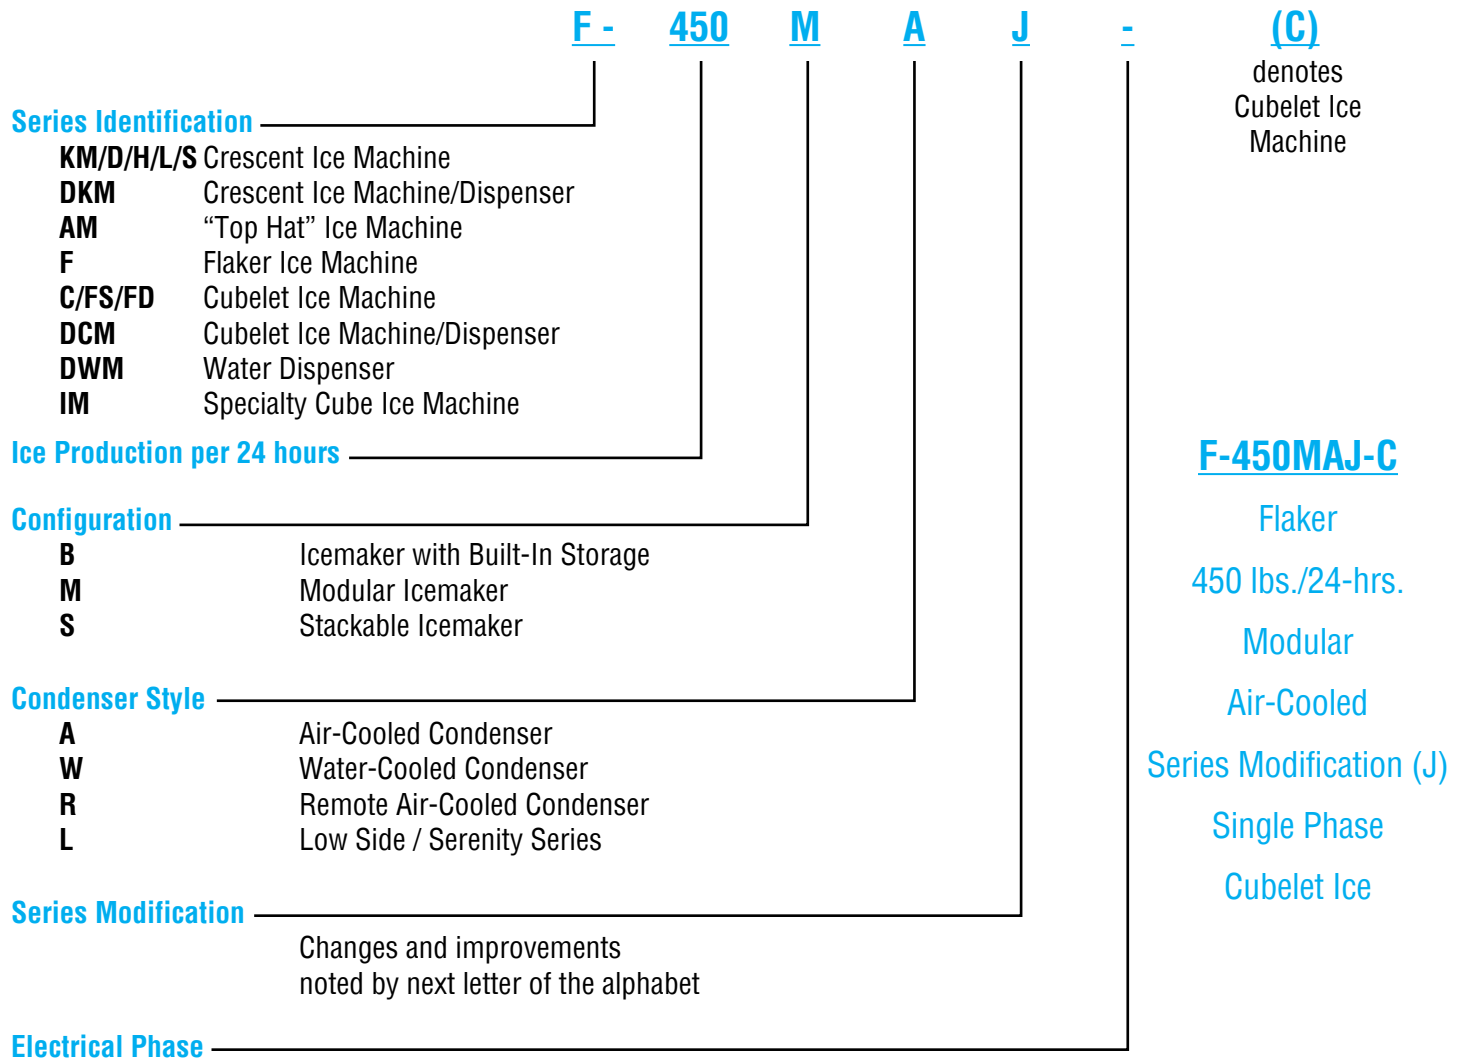 F - 450 M A J - (C)
denotes
Cubelet Ice
Machine
Series Identification
KM/D/H/L/S Crescent Ice Machine
DKM Crescent Ice Machine/Dispenser
AM “Top Hat” Ice Machine
F Flaker Ice Machine
C/FS/FD Cubelet Ice Machine
DCM Cubelet Ice Machine/Dispenser
DWM Water Dispenser
IM Specialty Cube Ice Machine
Ice Production per 24 hours
Configuration
B Icemaker with Built-In Storage
M Modular Icemaker
S Stackable Icemaker
Condenser Style
A Air-Cooled Condenser
W Water-Cooled Condenser
R Remote Air-Cooled Condenser
L Low Side / Serenity Series
Series Modification
Changes and improvements
noted by next letter of the alphabet
Electrical Phase
F-450MAJ-C
Flaker
450 lbs./24-hrs.
Modular
Air-Cooled
Series Modification (J)
Single Phase
Cubelet Ice